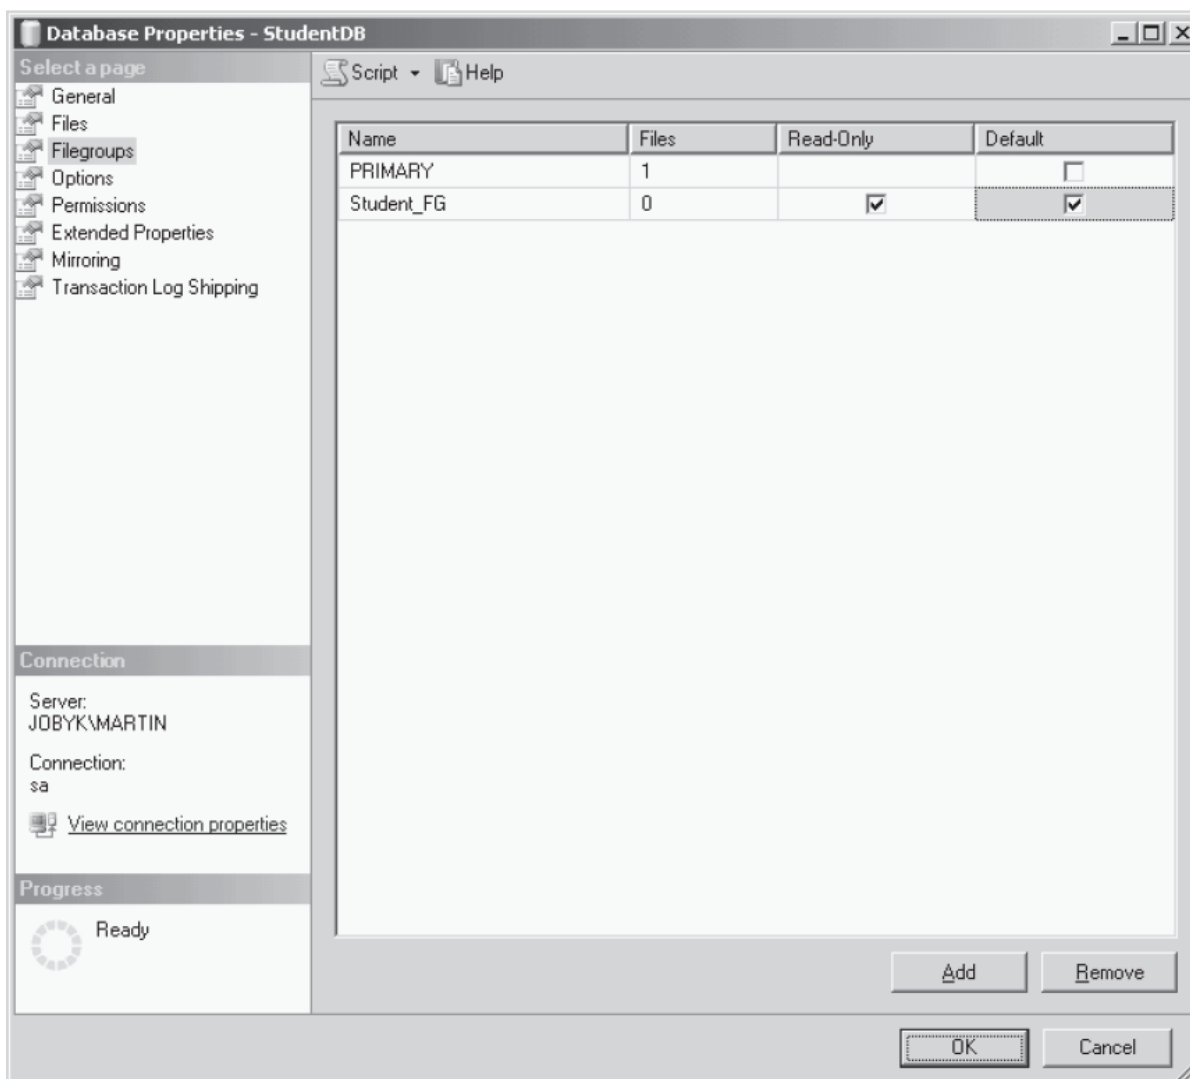 Database Properties - StudentDB
Select a page
General
Files
Filegroups
Options
Permissions
Extended Properties
Mirroring
Transaction Log Shipping
Script Help
Name Files Read-Only Default
PRIMARY 1
Student_FG 0
Connection
Server:
JOBYK\MARTIN
Connection:
sa
View connection properties
Progress
Ready
Add Remove
OK Cancel